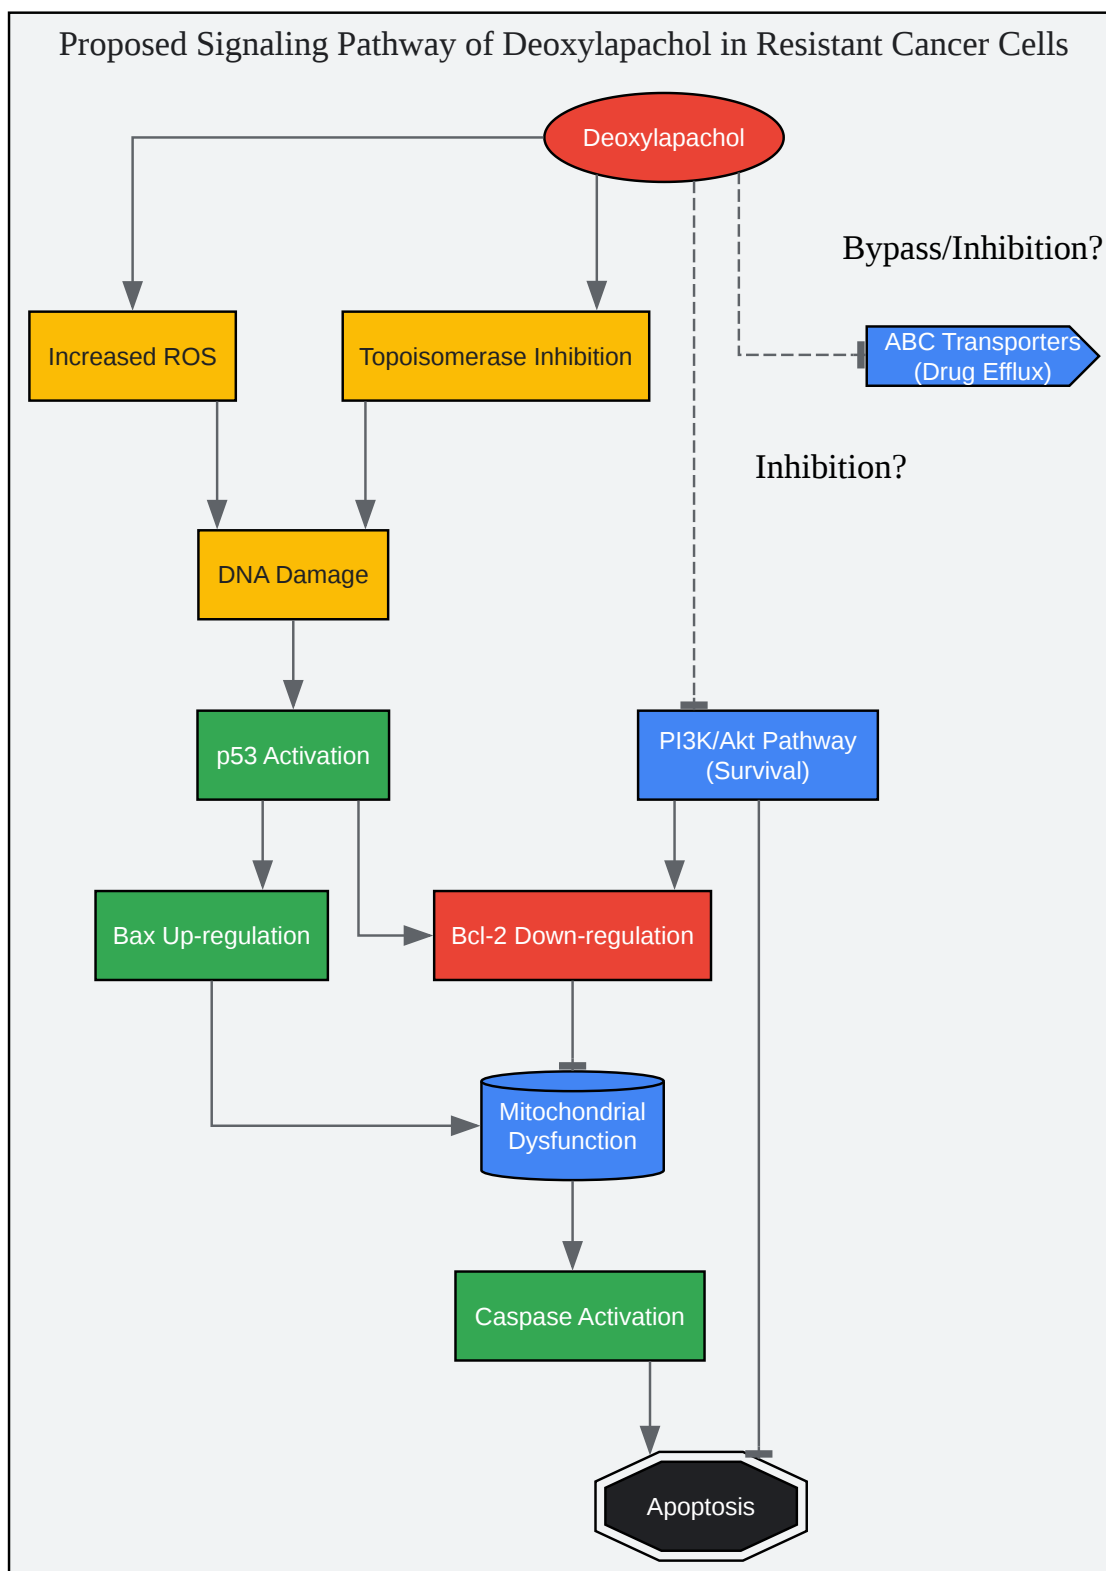 Proposed Signaling Pathway of Deoxylapachol in Resistant Cancer Cells
Deoxylapachol
Bypass/Inhibition?
Increased ROS
Topoisomerase Inhibition
ABC Transporters
(Drug Efflux)
Inhibition?
DNA Damage
p53 Activation
PI3K/Akt Pathway
(Survival)
Bax Up-regulation
Bcl-2 Down-regulation
Mitochondrial
Dysfunction
Caspase Activation
Apoptosis